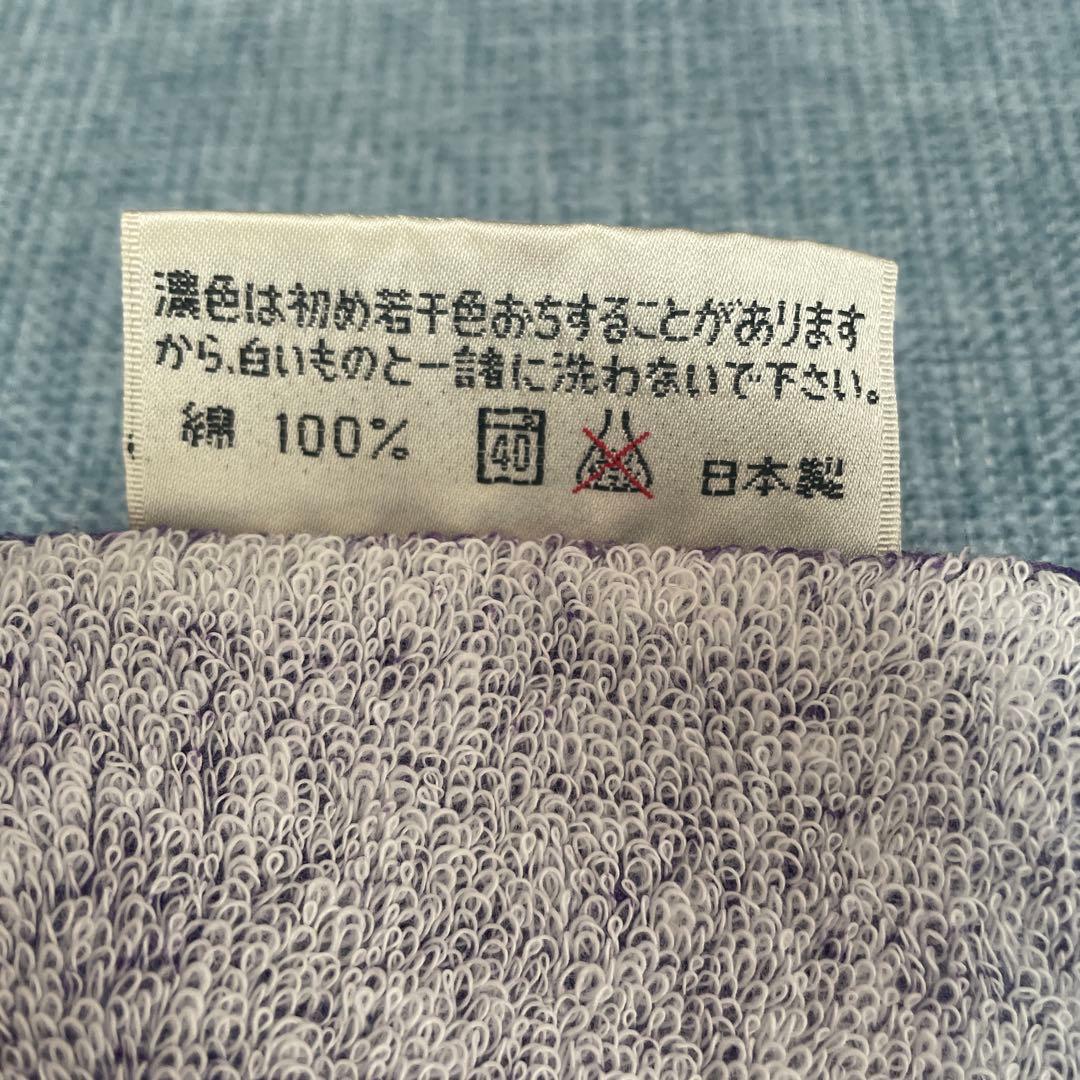 濃色は初め若干色おちすることがあります
から、白いものと一諸に洗わないで下さい。
綿 100% 40 日本製